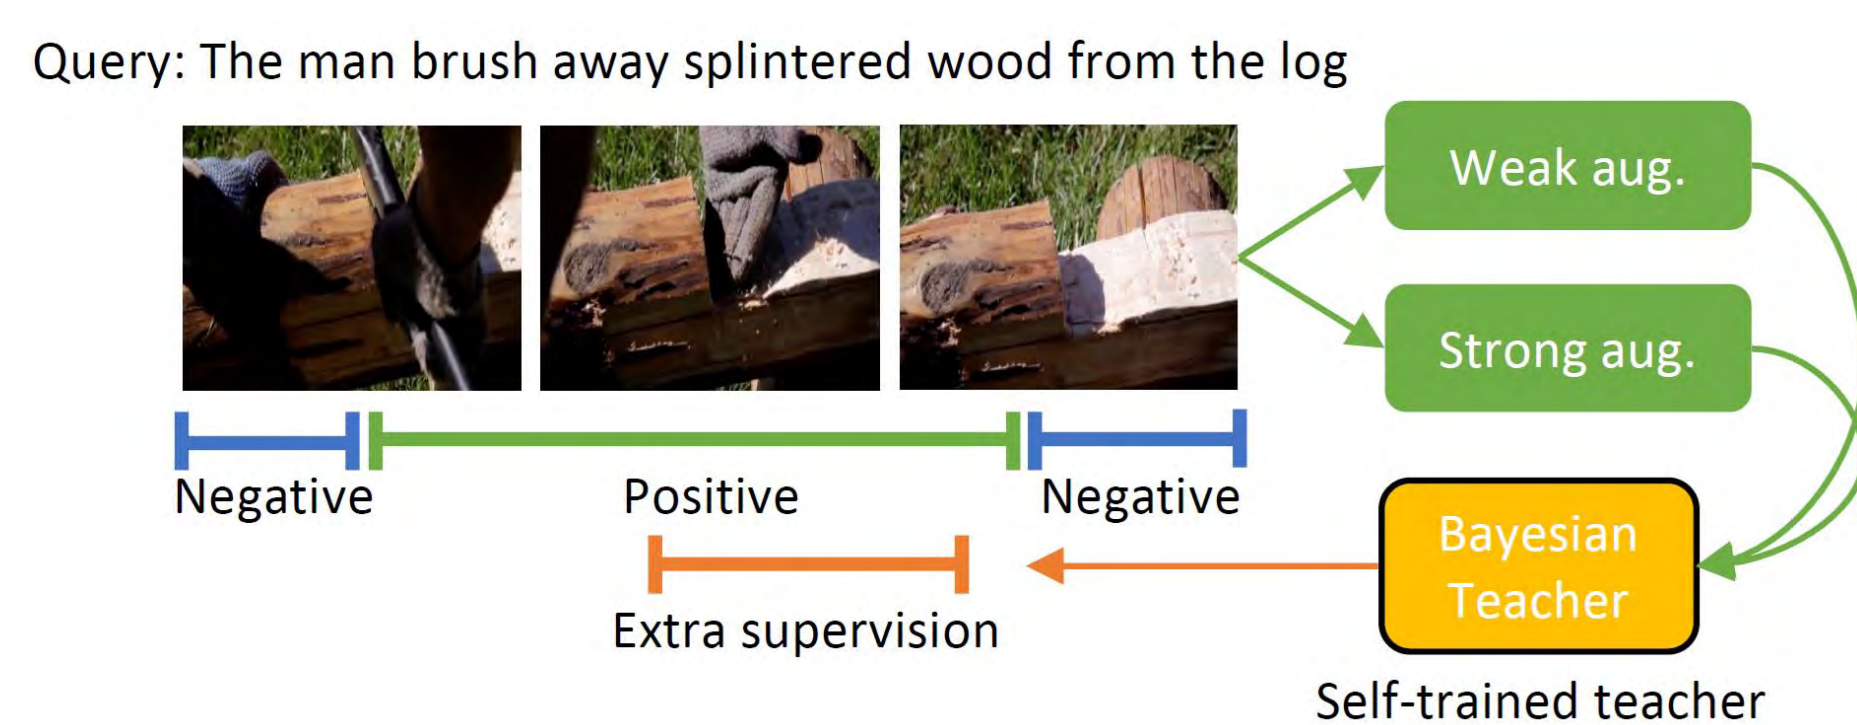 Query: The man brush away splintered wood from the log
Weak aug.
Strong aug.
Negative
Positive
Negative
Bayesian
Teacher
Extra supervision
Self-trained teacher